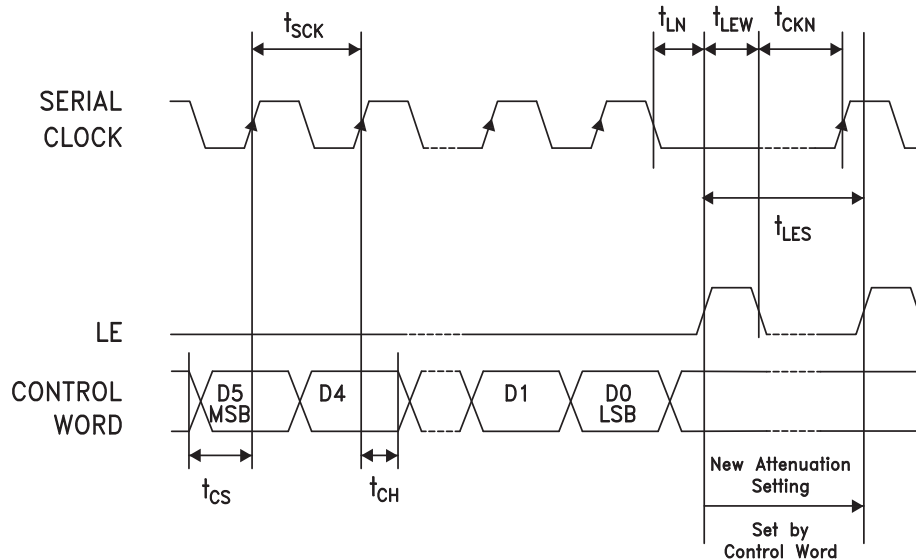 tSCK
tLN
tLEW
tCKN
SERIAL
CLOCK
tLES
LE
CONTROL
WORD
D5
MSB
D4
D1
D0
LSB
tCS
tCH
New Attenuation
Setting
Set by
Control Word